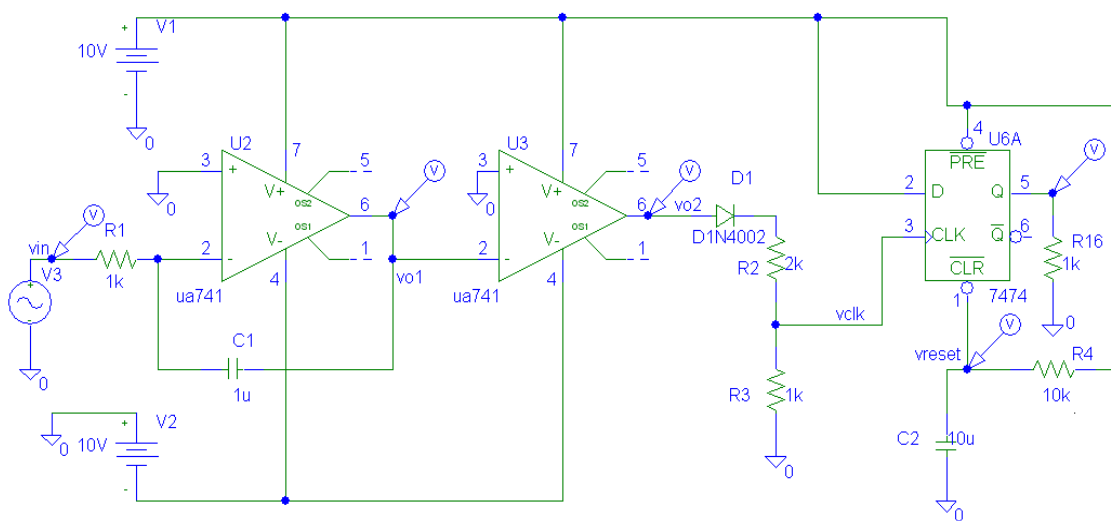 V1
+
10V
-
0
U2
3
+
7
V+
5
OS2
6
OS1
V-
1
2
-
4
ua741
0
vin
R1
1k
V3
+
-
0
C1
1u
vo1
U3
3
+
7
V+
5
OS2
6
OS1
V-
1
2
-
4
ua741
0
V
V
V
V
V
vo2
D1
D1N4002
R2
2k
vclk
R3
1k
0
4
U6A
PRE
2
D
Q
5
3
CLK
Q
6
CLR
1
7474
R16
1k
0
vreset
R4
10k
C2
10u
0
0
V2
+
10V
-